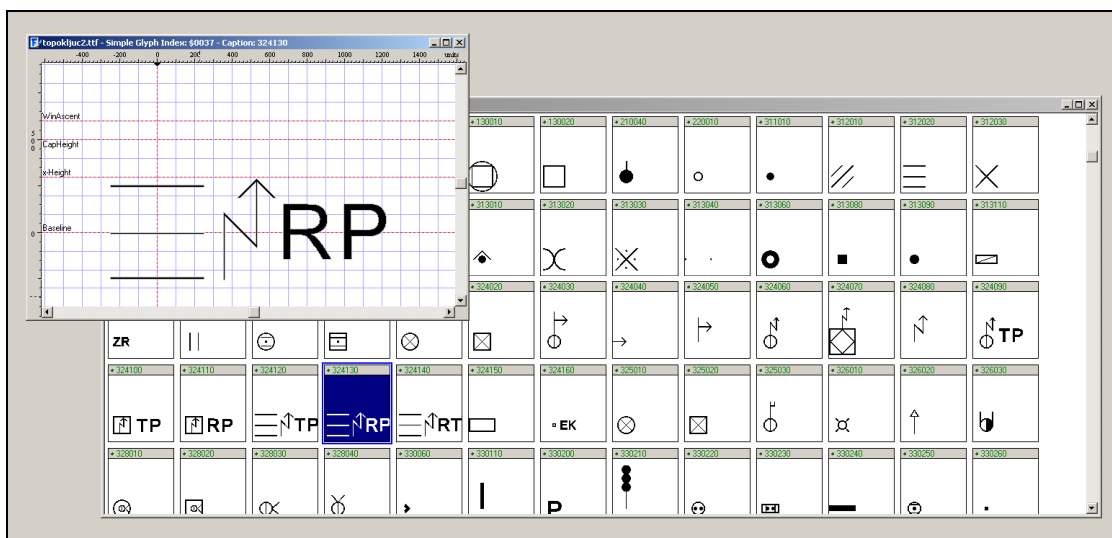 topokljuc2.ttf - Simple Glyph Index: $0037 - Caption: 324130
-400 -200 0 200 400 600 800 1000 1200 1400 units
WinAscent
500
CapHeight
x-Height
Baseline
0
RP
130010 130020 210040 220010 311010 312010 312020 312030
313010 313020 313030 313040 313060 313080 313090 313110
324020 324030 324040 324050 324060 324070 324080 324090
ZR TP
324100 324110 324120 324130 324140 324150 324160 325010 325020 325030 326010 326020 326030
TP RP TP RP RT EK
328010 328020 328030 328040 330060 330110 330200 330210 330220 330230 330240 330250 330260
P